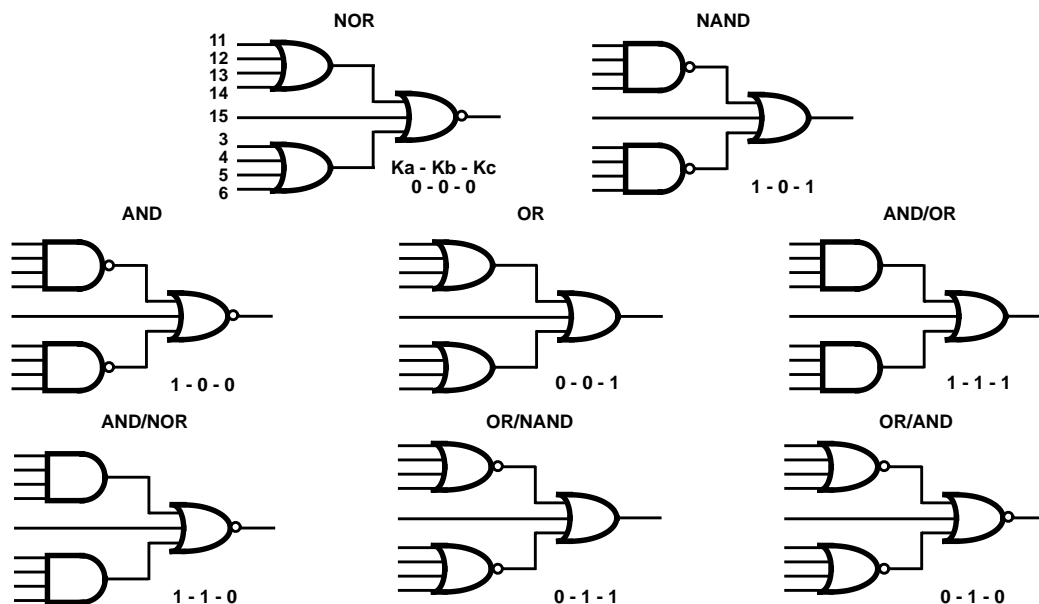 NOR
NAND
11
12
13
14
15
3
4
5
6
Ka - Kb - Kc
0 - 0 - 0
1 - 0 - 1
AND
OR
AND/OR
1 - 0 - 0
0 - 0 - 1
1 - 1 - 1
AND/NOR
OR/NAND
OR/AND
1 - 1 - 0
0 - 1 - 1
0 - 1 - 0